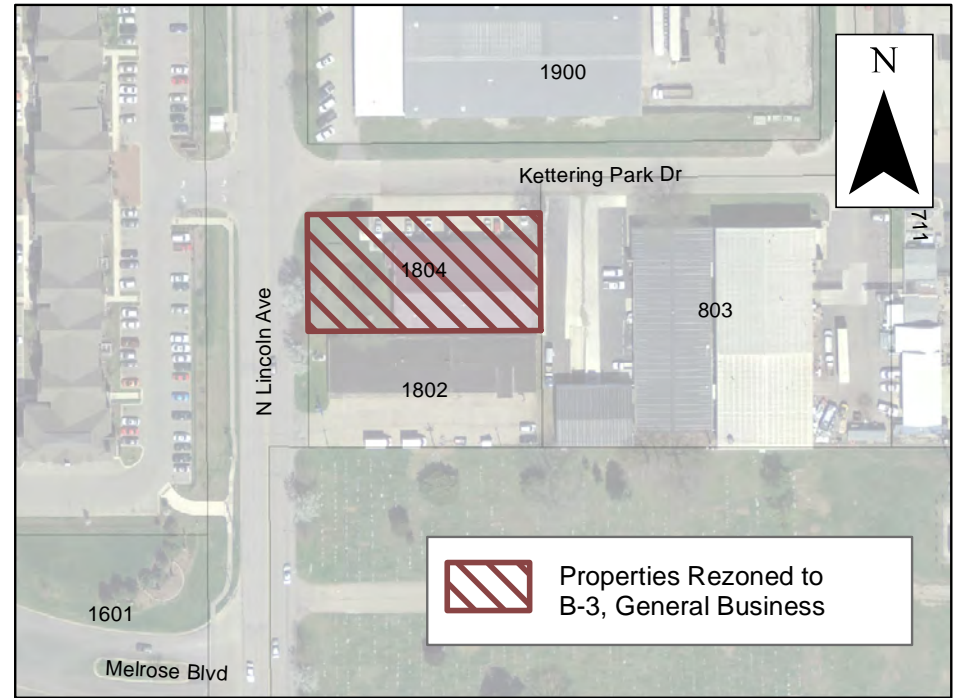 1900
N
Kettering Park Dr
711
1804
803
N Lincoln Ave
1802
Properties Rezoned to
B-3, General Business
1601
Melrose Blvd